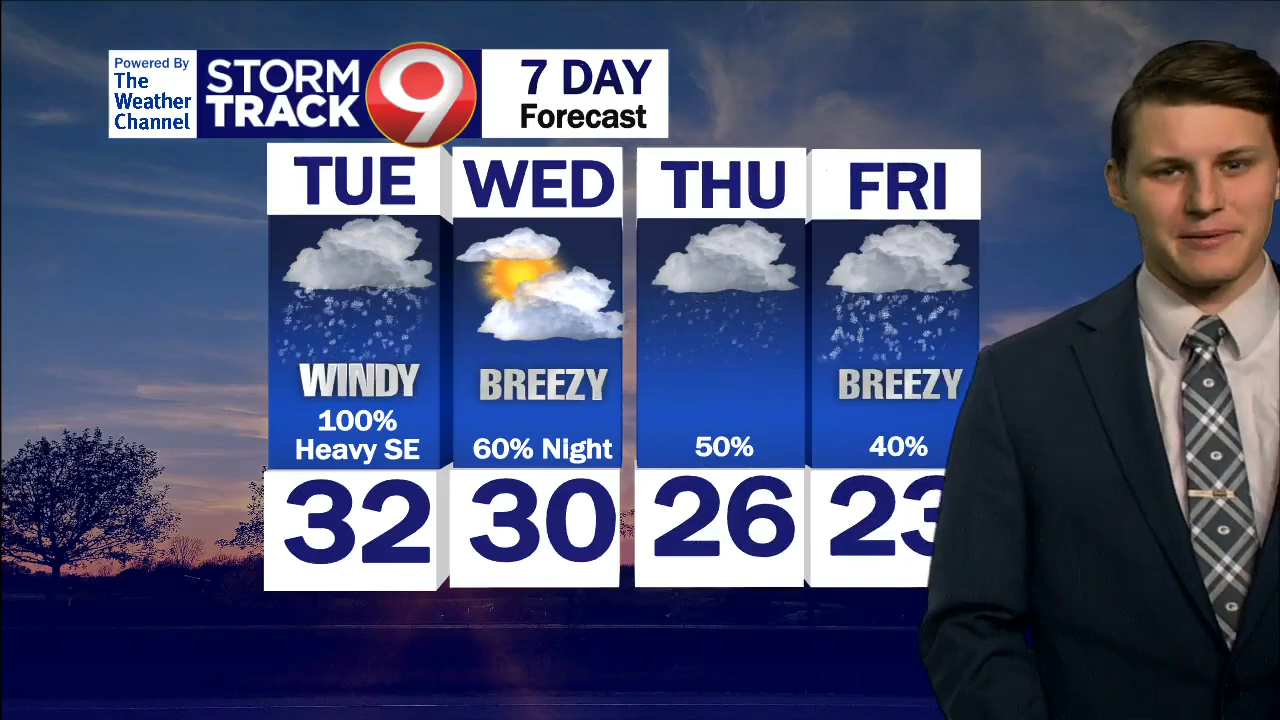 Powered By
The
Weather
Channel
STORM
TRACK
9
7 DAY
Forecast
TUE
WINDY
100%
Heavy SE
32
WED
BREEZY
60% Night
30
THU
50%
26
FRI
BREEZY
40%
23
G
G
G
G